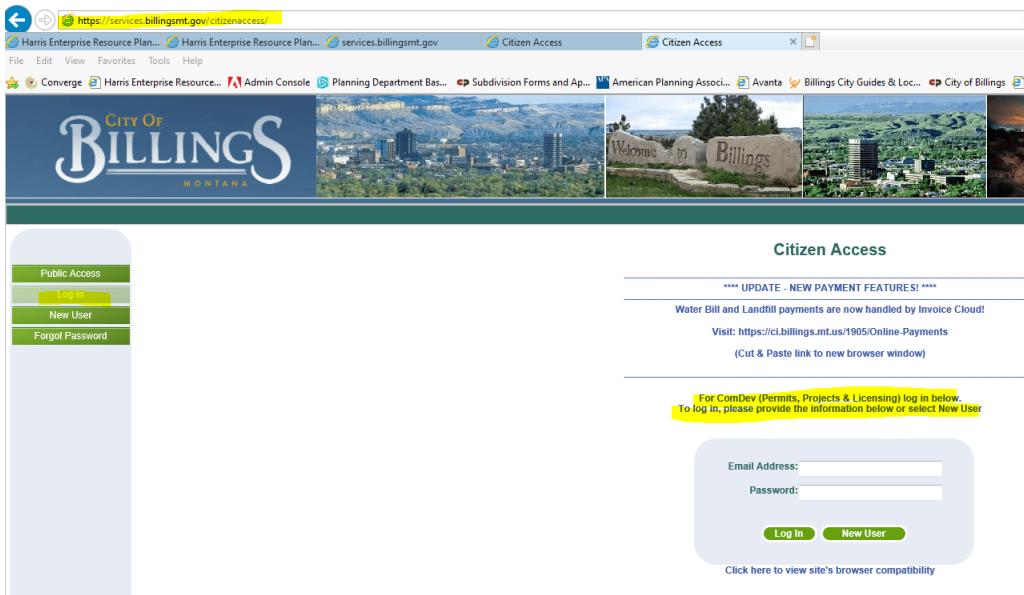 https://services.billingsmt.gov/citizenaccess/
Harris Enterprise Resource Plan... Harris Enterprise Resource Plan... services.billingsmt.gov Citizen Access Citizen Access
File Edit View Favorites Tools Help
Converge Harris Enterprise Resource... Admin Console Planning Department Bas... Subdivision Forms and Ap... American Planning Associ... Avanta Billings City Guides & Loc... City of Billings
CITY OF
BILLINGS
MONTANA
Welcome to Billings
Public Access
Log In
New User
Forgot Password
Citizen Access
**** UPDATE - NEW PAYMENT FEATURES! ****
Water Bill and Landfill payments are now handled by Invoice Cloud!
Visit: https://ci.billings.mt.us/1905/Online-Payments
(Cut & Paste link to new browser window)
For ComDev (Permits, Projects & Licensing) log in below.
To log in, please provide the information below or select New User
Email Address:
Password:
Log In New User
Click here to view site's browser compatibility